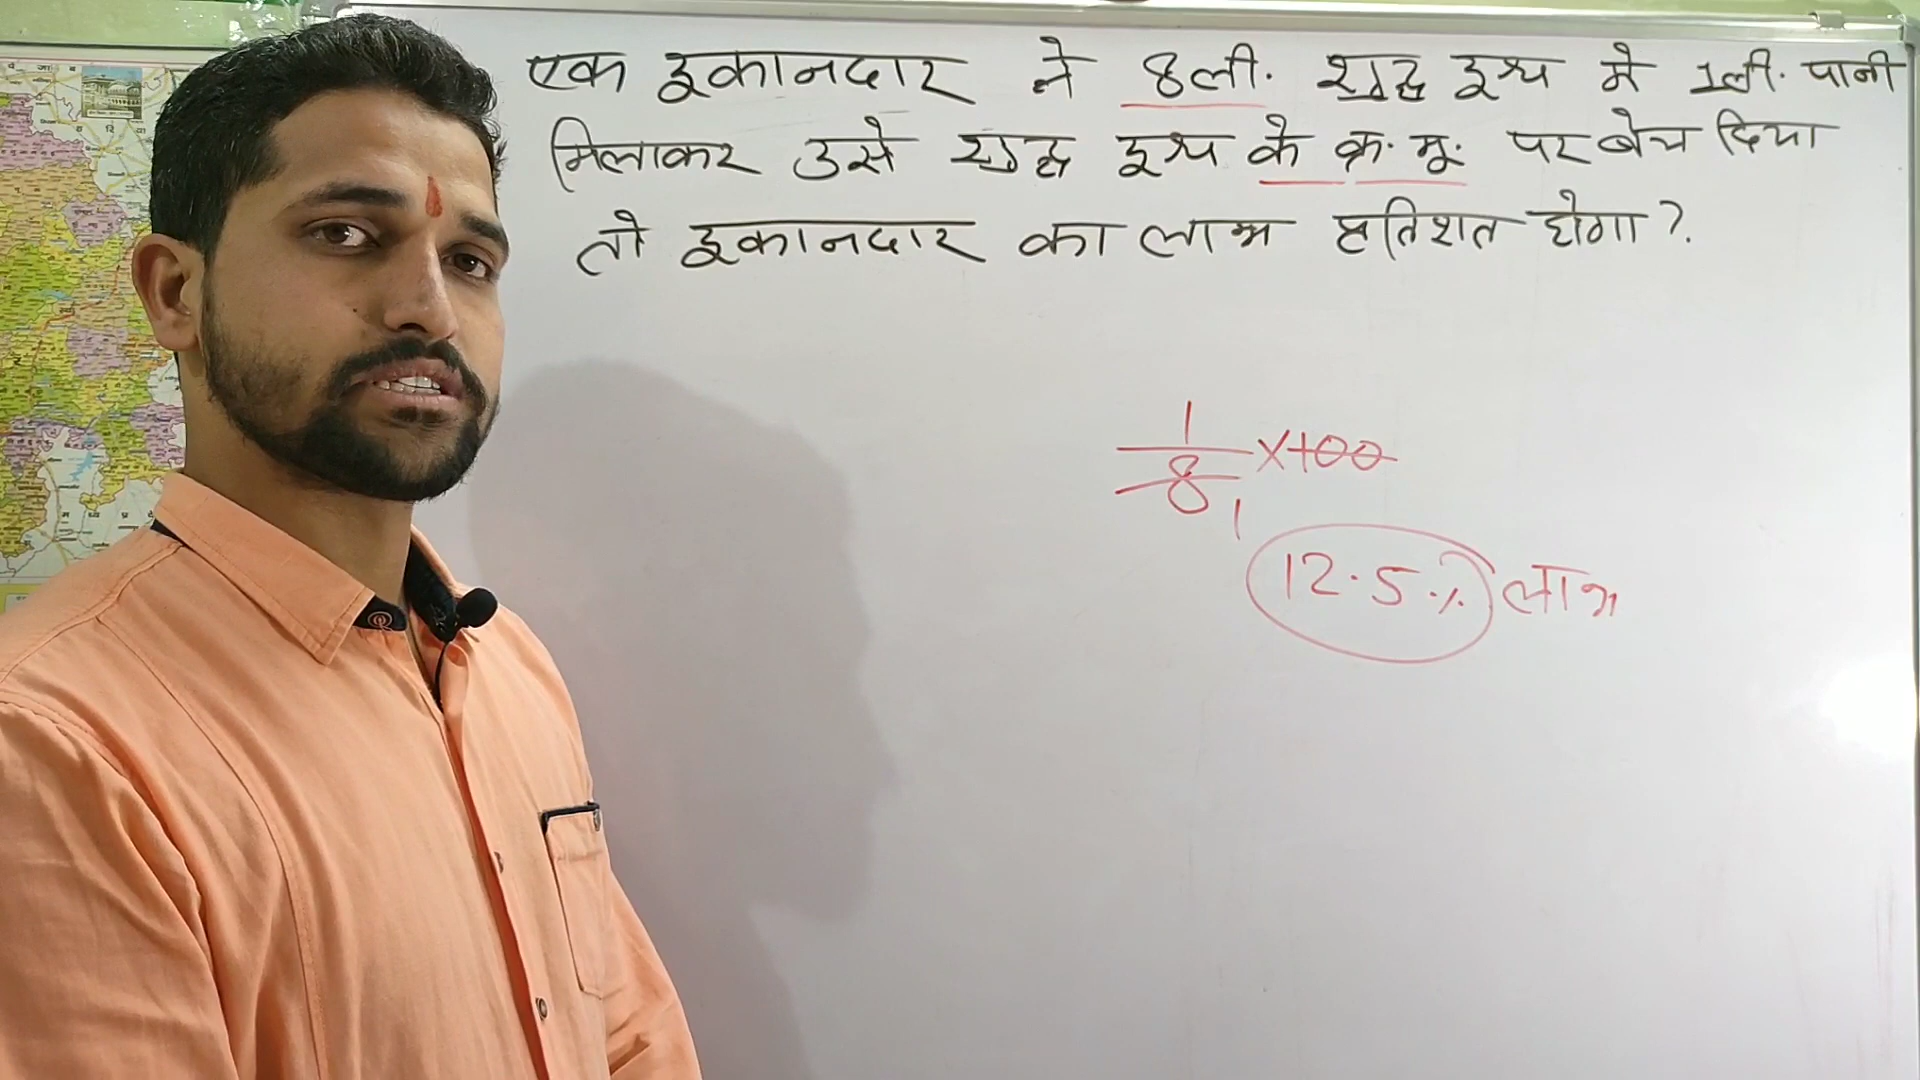 एक दुकानदार ने 8ली. शुद्ध दुग्ध मे 1ली. पानी
मिलाकर उसे शुद्ध दुग्ध के क्र.मू. पर बेच दिया
तो दुकानदार का लाभ प्रतिशत होगा?
1
8 ×100
1
12.5% लाभ